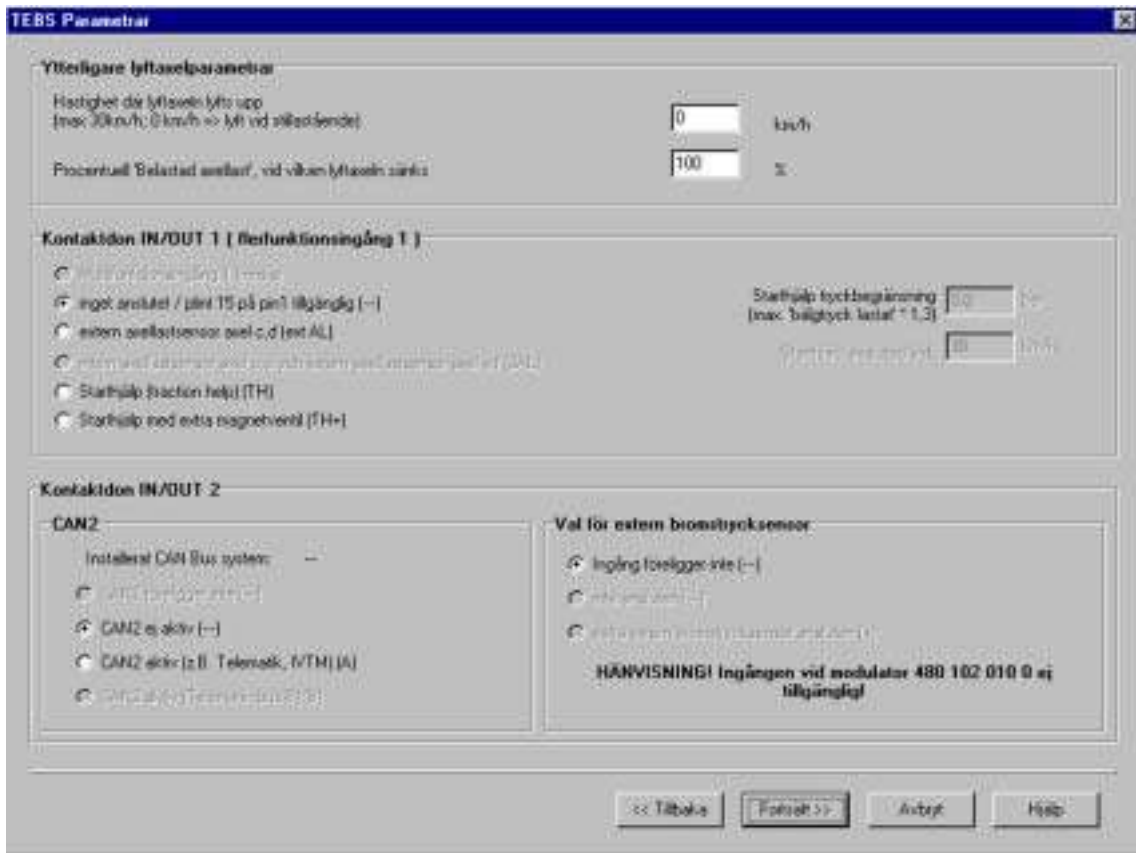 TEBS Parametrar
Ytterligare lyftaxelparametrar
Hastighet där lyftaxeln lyfts upp
(max 30km/h; 0 km/h => lyft vid stillastående)
0
km/h
Procentuell 'Belastad axellast', vid vilken lyftaxeln sänks
100
%
Kontaktdon IN/OUT 1 ( flerfunktionsingång 1 )
inget anslutet / plint 15 på pin1 tillgänglig (--)
extern axellastsensor axel c,d (ext AL)
Starthjälp (traction help) (TH)
Starthjälp med extra magnetventil (TH+)
Starthjälp tryckbegränsning
(max. 'bälgtryck lastat' * 1,3)
Kontaktdon IN/OUT 2
CAN2
Installerat CAN Bus system:
--
CAN2 ej aktiv (--)
CAN2 aktiv (z.B. Telematik, IVTM) (A)
Val för extern bromstrycksensor
Ingång föreligger inte (--)
HÄNVISNING! Ingången vid modulator 480 102 010 0 ej
tillgänglig!
<< Tillbaka
Fortsätt >>
Avbryt
Hjälp